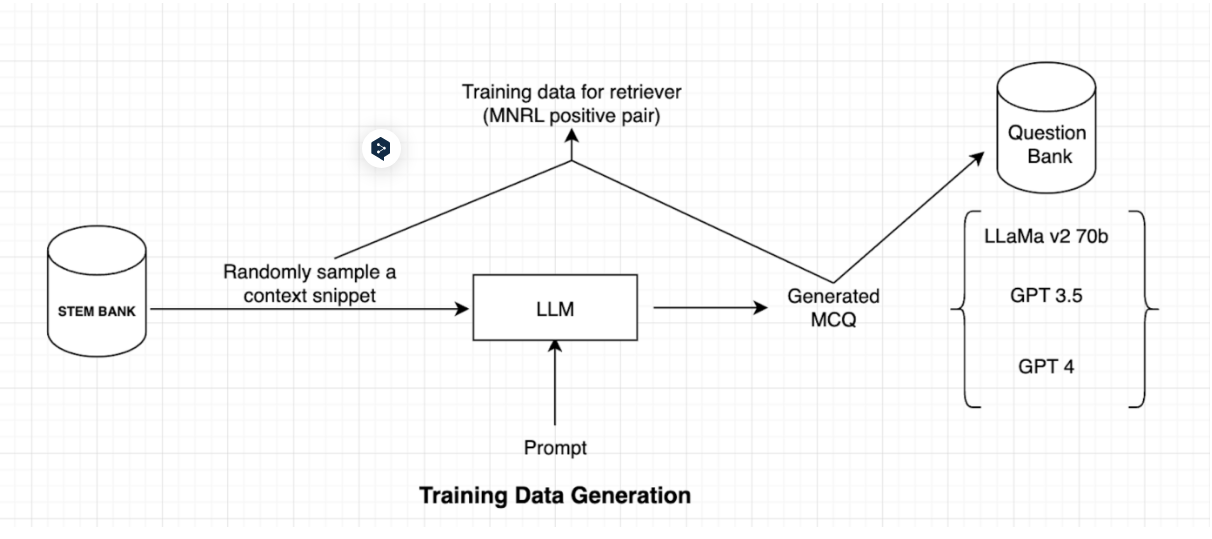 Training data for retriever
(MNRL positive pair)
Question
Bank
STEM BANK
Randomly sample a
context snippet
LLM
Generated
MCQ
LLaMa v2 70b
GPT 3.5
GPT 4
Prompt
Training Data Generation